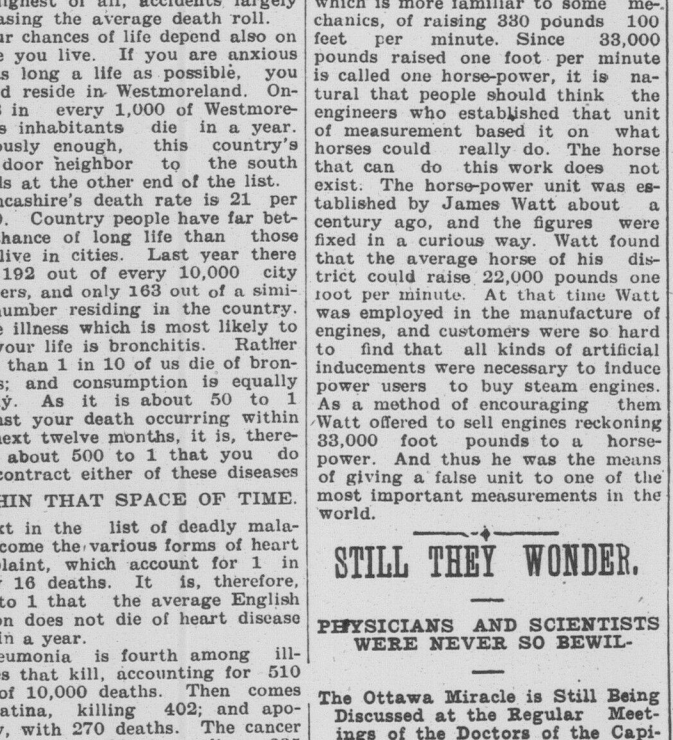 ighest of all, accidents largely
asing the average death roll.
ur chances of life depend also on
e you live. If you are anxious
s long a life as possible, you
d reside in Westmoreland. On-
in every 1,000 of Westmore-
s inhabitants die in a year.
ously enough, this country's
door neighbor to the south
ds at the other end of the list.
ncashire's death rate is 21 per
. Country people have far bet-
hance of long life than those
live in cities. Last year there
192 out of every 10,000 city
ers, and only 163 out of a simi-
number residing in the country.
e illness which is most likely to
your life is bronchitis. Rather
than 1 in 10 of us die of bron-
s; and consumption is equally
y. As it is about 50 to 1
nst your death occurring within
next twelve months, it is, there-
about 500 to 1 that you do
contract either of these diseases
HIN THAT SPACE OF TIME.
xt in the list of deadly mala-
come the various forms of heart
plaint, which account for 1 in
16 deaths. It is, therefore,
to 1 that the average English
on does not die of heart disease
in a year.
eumonia is fourth among ill-
s that kill, accounting for 510
of 10,000 deaths. Then comes
atina, killing 402; and apo-
y, with 270 deaths. The cancer
which is more familiar to some me-
chanics, of raising 330 pounds 100
feet per minute. Since 33,000
pounds raised one foot per minute
is called one horse-power, it is na-
tural that people should think the
engineers who established that unit
of measurement based it on what
horses could really do. The horse
that can do this work does not
exist. The horse-power unit was es-
tablished by James Watt about a
century ago, and the figures were
fixed in a curious way. Watt found
that the average horse of his dis-
trict could raise 22,000 pounds one
foot per minute. At that time Watt
was employed in the manufacture of
engines, and customers were so hard
to find that all kinds of artificial
inducements were necessary to induce
power users to buy steam engines.
As a method of encouraging them
Watt offered to sell engines reckoning
33,000 foot pounds to a horse-
power. And thus he was the means
of giving a false unit to one of the
most important measurements in the
world.
STILL THEY WONDER.
PHYSICIANS AND SCIENTISTS
WERE NEVER SO BEWIL-
The Ottawa Miracle is Still Being
Discussed at the Regular Meet-
ings of the Doctors of the Capi-